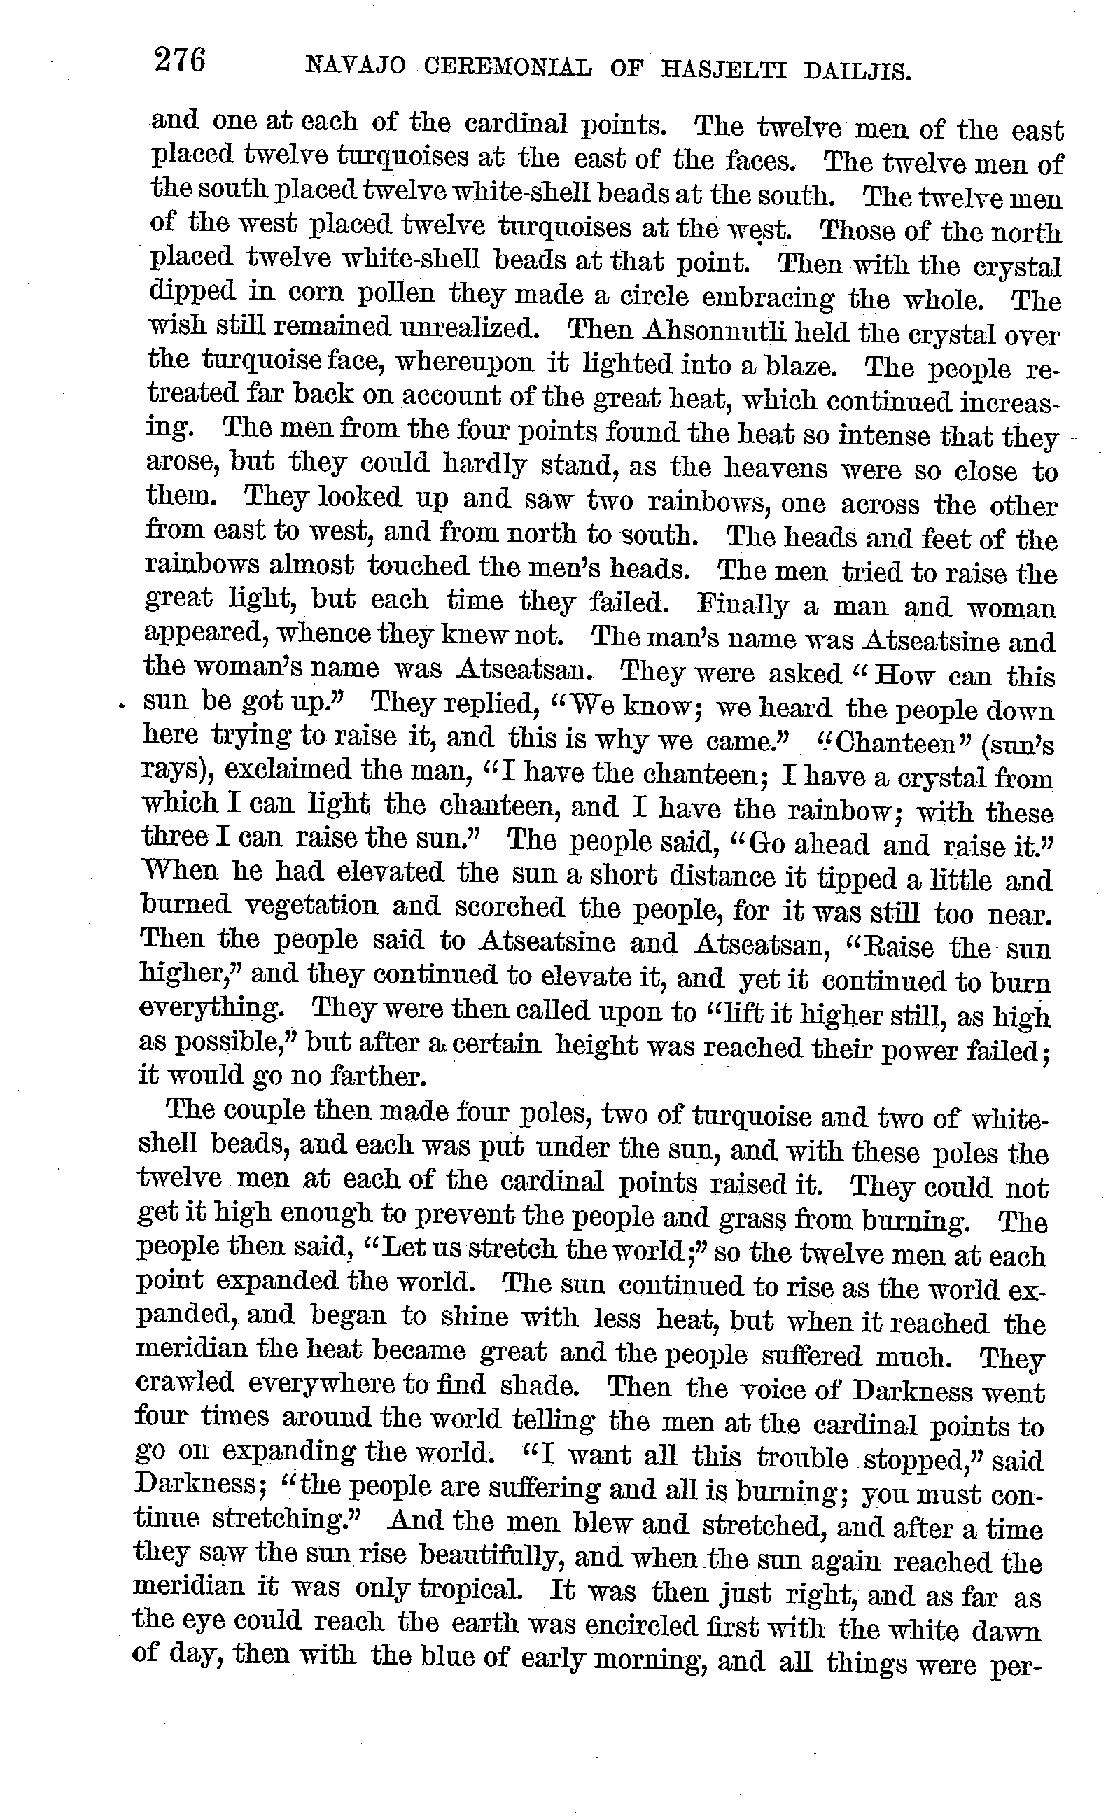 276 NAVAJO CEREMONIAL OF HASJELTI DAILJIS.
and one at each of the cardinal points. The twelve men of the east
placed twelve turquoises at the east of the faces. The twelve men of
the south placed twelve white-shell beads at the south. The twelve men
of the west placed twelve turquoises at the west. Those of the north
placed twelve white-shell beads at that point. Then with the crystal
dipped in corn pollen they made a circle embracing the whole. The
wish still remained unrealized. Then Ahsonnutli held the crystal over
the turquoise face, whereupon it lighted into a blaze. The people re-
treated far back on account of the great heat, which continued increas-
ing. The men from the four points found the heat so intense that they
arose, but they could hardly stand, as the heavens were so close to
them. They looked up and saw two rainbows, one across the other
from east to west, and from north to south. The heads and feet of the
rainbows almost touched the men's heads. The men tried to raise the
great light, but each time they failed. Finally a man and woman
appeared, whence they knew not. The man's name was Atseatsine and
the woman's name was Atseatsan. They were asked "How can this
sun be got up." They replied, "We know; we heard the people down
here trying to raise it, and this is why we came." "Chanteen" (sun's
rays), exclaimed the man, "I have the chanteen; I have a crystal from
which I can light the chanteen, and I have the rainbow; with these
three I can raise the sun." The people said, "Go ahead and raise it."
When he had elevated the sun a short distance it tipped a little and
burned vegetation and scorched the people, for it was still too near.
Then the people said to Atseatsine and Atseatsan, "Raise the sun
higher," and they continued to elevate it, and yet it continued to burn
everything. They were then called upon to "lift it higher still, as high
as possible," but after a certain height was reached their power failed;
it would go no farther.
The couple then made four poles, two of turquoise and two of white-
shell beads, and each was put under the sun, and with these poles the
twelve men at each of the cardinal points raised it. They could not
get it high enough to prevent the people and grass from burning. The
people then said, "Let us stretch the world;" so the twelve men at each
point expanded the world. The sun continued to rise as the world ex-
panded, and began to shine with less heat, but when it reached the
meridian the heat became great and the people suffered much. They
crawled everywhere to find shade. Then the voice of Darkness went
four times around the world telling the men at the cardinal points to
go on expanding the world. "I want all this trouble stopped," said
Darkness; "the people are suffering and all is burning; you must con-
tinue stretching." And the men blew and stretched, and after a time
they saw the sun rise beautifully, and when the sun again reached the
meridian it was only tropical. It was then just right, and as far as
the eye could reach the earth was encircled first with the white dawn
of day, then with the blue of early morning, and all things were per-